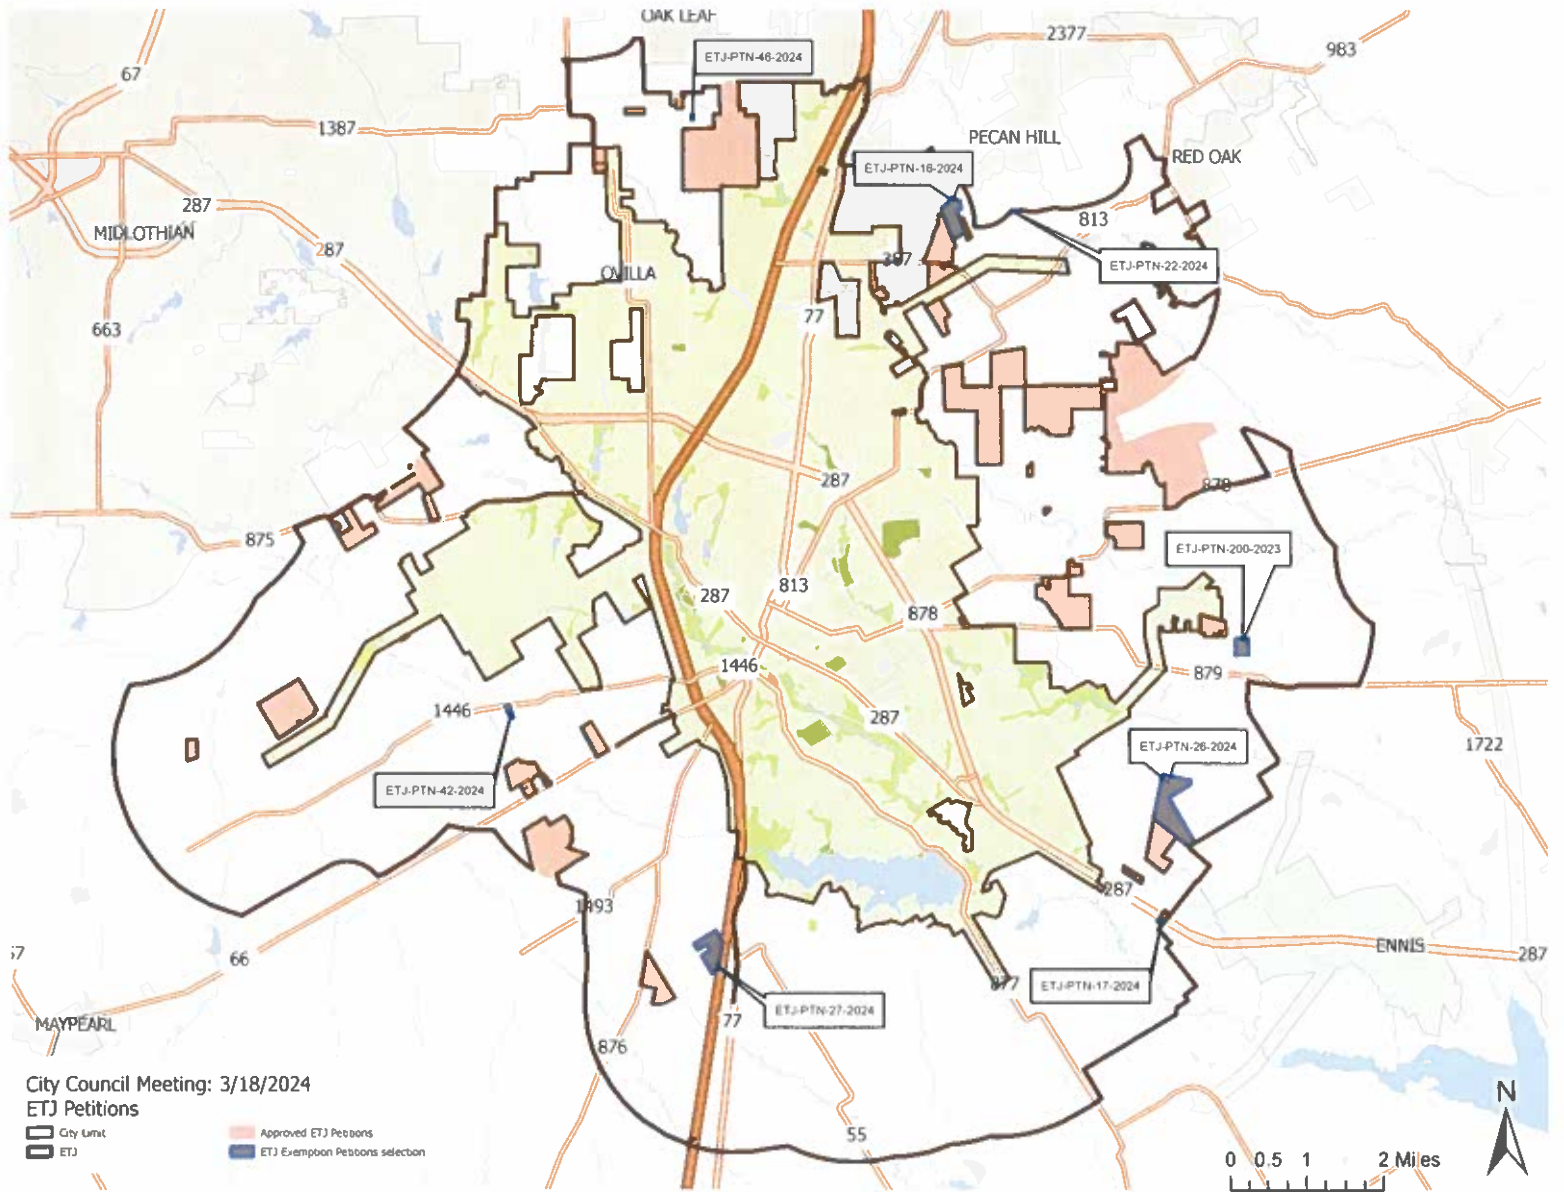 OAK LEAF
2377
983
ETJ-PTN-46-2024
67
1387
PECAN HILL
RED OAK
ETJ-PTN-16-2024
287
813
MIDLOTHIAN
287
387
ETJ-PTN-22-2024
OVILLA
663
77
287
878
875
ETJ-PTN-200-2023
287
813
878
1446
879
1446
287
1722
ETJ-PTN-26-2024
ETJ-PTN-42-2024
287
1493
ENNIS
287
57
66
877
ETJ-PTN-17-2024
ETJ-PTN-27-2024
77
MAYPEARL
876
City Council Meeting: 3/18/2024
ETJ Petitions
City Limit
Approved ETJ Petitions
ETJ
ETJ Exemption Petitions selection
55
N
0 0.5 1 2 Miles